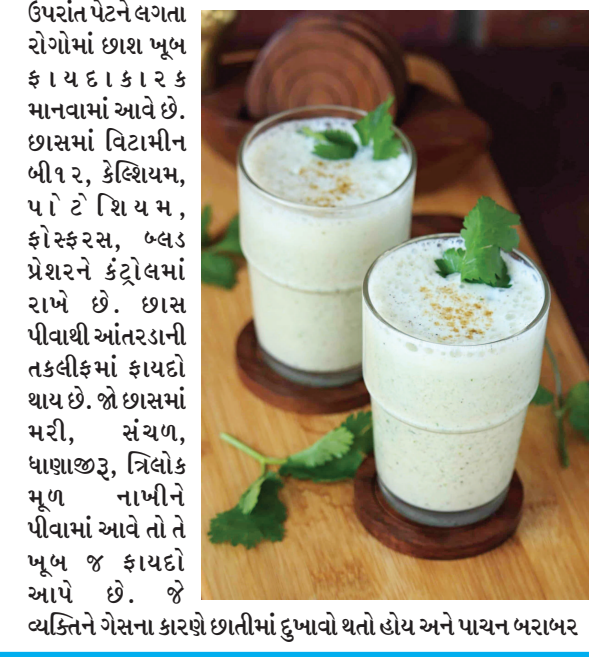 ઉપરાંત પેટને લગતા
રોગોમાં છાશ ખૂબ
ફાયદાકારક
માનવામાં આવે છે.
છાસમાં વિટામીન
બી૧૨, કેલ્શિયમ,
પોટેશિયમ,
ફોસ્ફરસ, બ્લડ
પ્રેશરને કંટ્રોલમાં
રાખે છે. છાસ
પીવાથી આંતરડાની
તકલીફમાં ફાયદો
થાય છે. જો છાસમાં
મરી, સંચળ,
ધાણાજીરૂ, ત્રિલોક
મૂળ નાખીને
પીવામાં આવે તો તે
ખૂબ જ ફાયદો
આપે છે. જે
વ્યક્તિને ગેસના કારણે છાતીમાં દુખાવો થતો હોય અને પાચન બરાબર